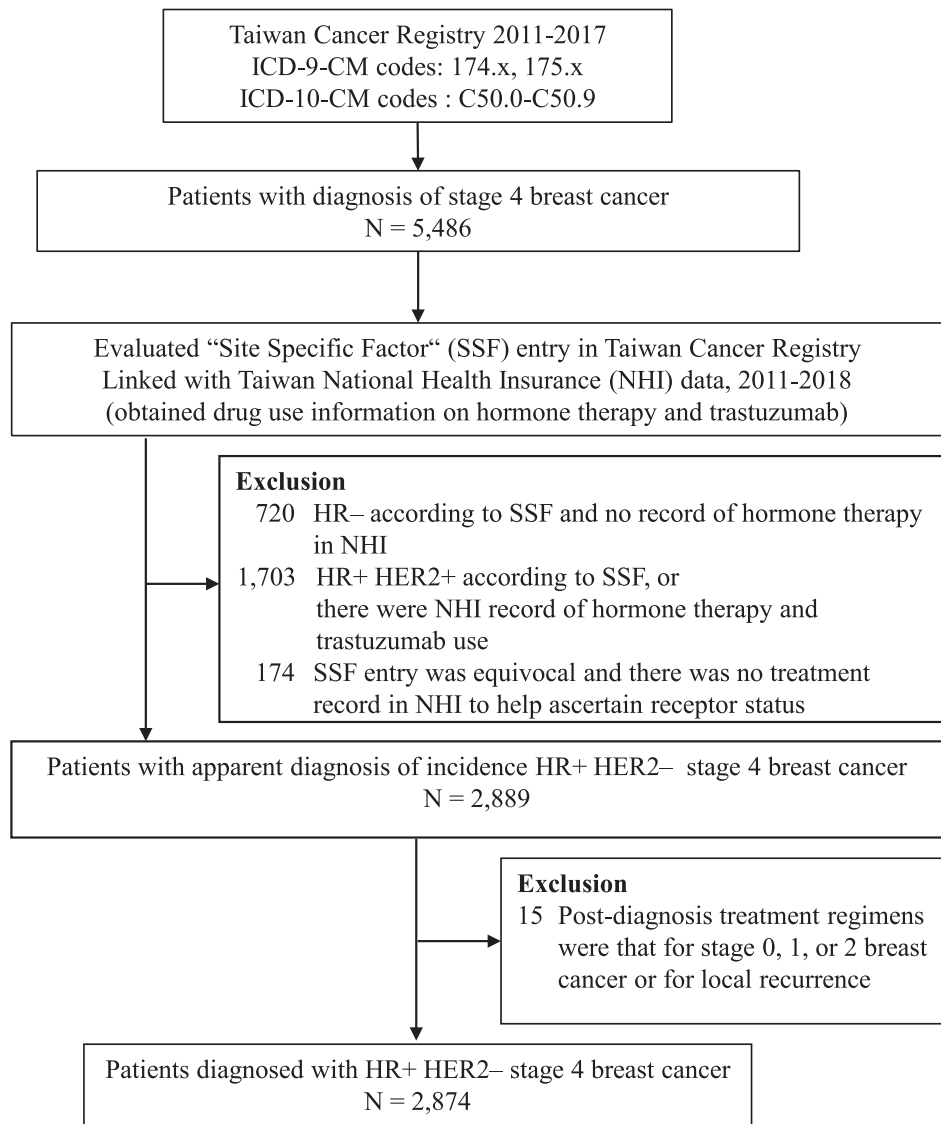 Taiwan Cancer Registry 2011-2017
ICD-9-CM codes: 174.x, 175.x
ICD-10-CM codes : C50.0-C50.9
Patients with diagnosis of stage 4 breast cancer
N = 5,486
Evaluated “Site Specific Factor“ (SSF) entry in Taiwan Cancer Registry
Linked with Taiwan National Health Insurance (NHI) data, 2011-2018
(obtained drug use information on hormone therapy and trastuzumab)
Exclusion
720 HR– according to SSF and no record of hormone therapy
in NHI
1,703 HR+ HER2+ according to SSF, or
there were NHI record of hormone therapy and
trastuzumab use
174 SSF entry was equivocal and there was no treatment
record in NHI to help ascertain receptor status
Patients with apparent diagnosis of incidence HR+ HER2– stage 4 breast cancer
N = 2,889
Exclusion
15 Post-diagnosis treatment regimens
were that for stage 0, 1, or 2 breast
cancer or for local recurrence
Patients diagnosed with HR+ HER2– stage 4 breast cancer
N = 2,874